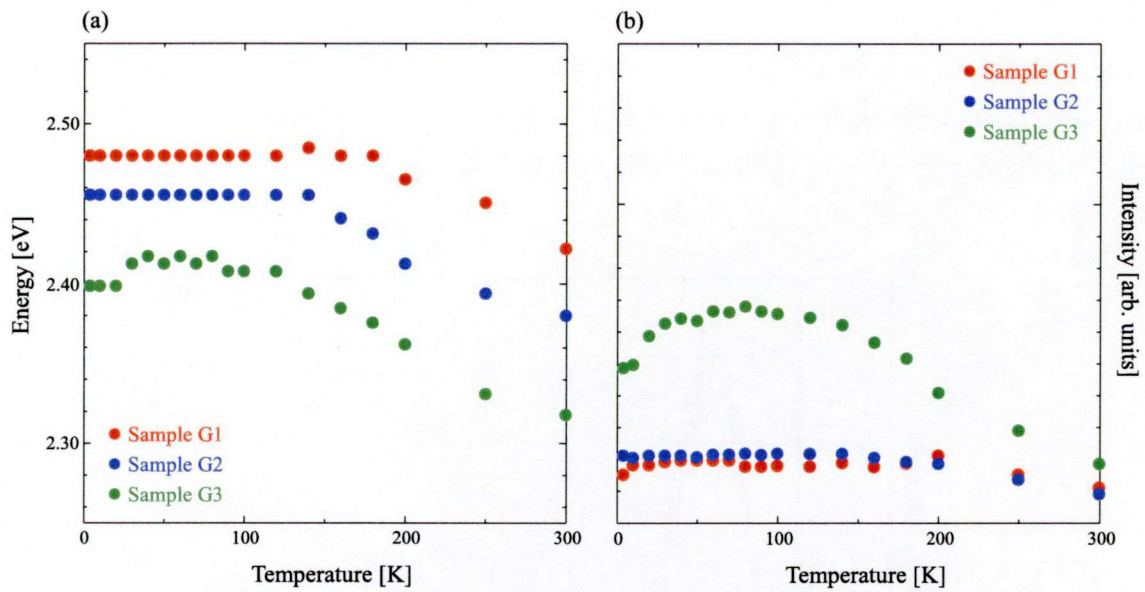 (a)
2.50
2.40
2.30
Energy [eV]
Sample G1
Sample G2
Sample G3
0
100
200
300
Temperature [K]
(b)
Sample G1
Sample G2
Sample G3
Intensity [arb. units]
0
100
200
300
Temperature [K]